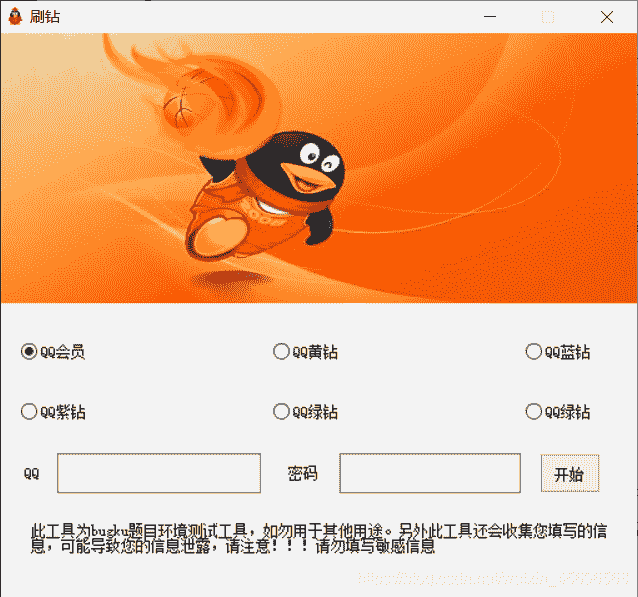 刷钻
QQ会员
QQ黄钻
QQ蓝钻
QQ紫钻
QQ绿钻
QQ绿钻
QQ
密码
开始
此工具为bugku题目环境测试工具，如勿用于其他用途。另外此工具还会收集您填写的信
息，可能导致您的信息泄露，请注意！！！请勿填写敏感信息